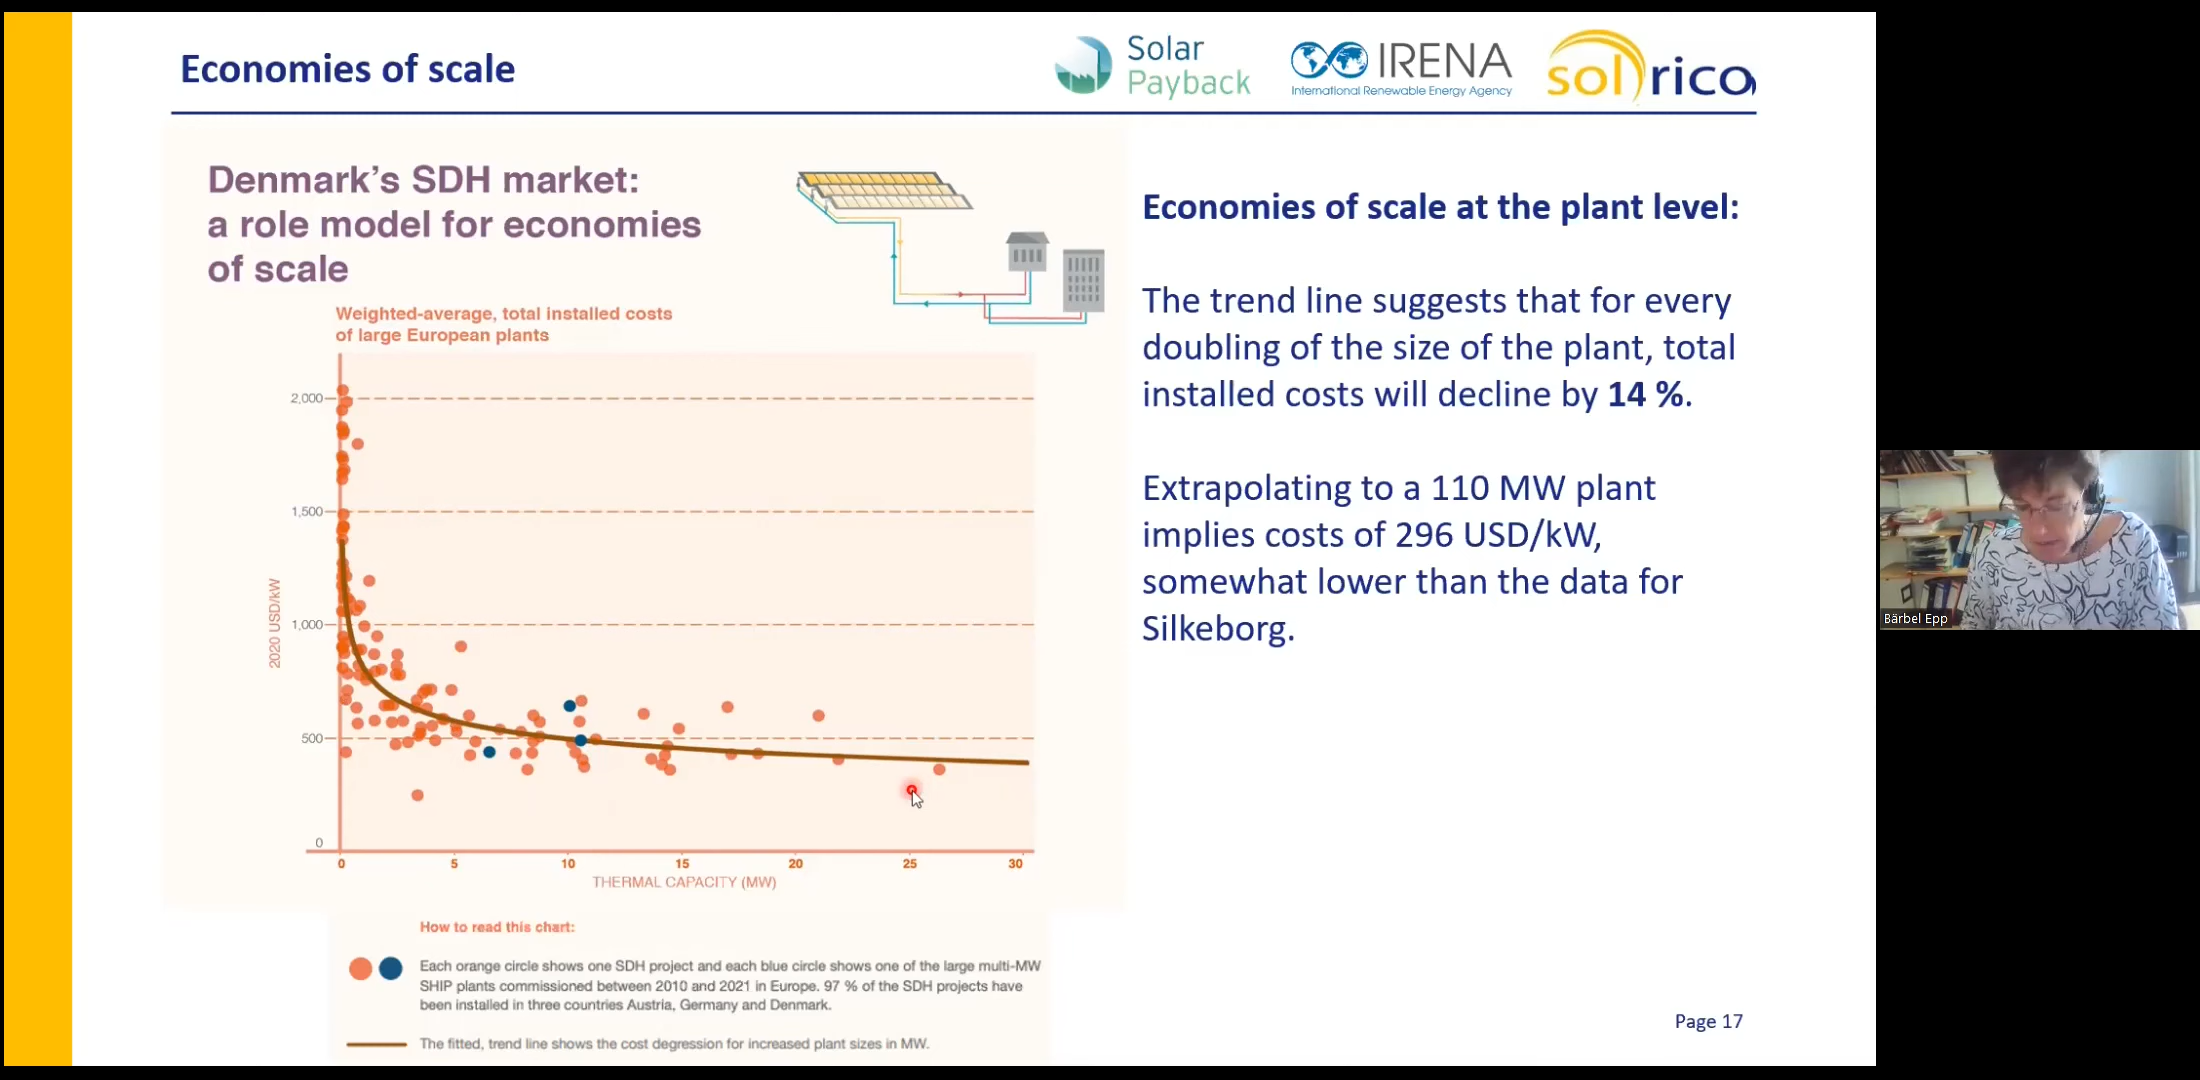 Economies of scale
Solar
Payback
IRENA
International Renewable Energy Agency
solrico
Denmark's SDH market:
a role model for economies
of scale
Weighted-average, total installed costs
of large European plants
2,000
1,500
1,000
500
0
2020 USD/kW
0 5 10 15 20 25 30
THERMAL CAPACITY (MW)
How to read this chart:
Each orange circle shows one SDH project and each blue circle shows one of the large multi-MW
SHIP plants commissioned between 2010 and 2021 in Europe. 97 % of the SDH projects have
been installed in three countries Austria, Germany and Denmark.
The fitted, trend line shows the cost degression for increased plant sizes in MW.
Economies of scale at the plant level:
The trend line suggests that for every
doubling of the size of the plant, total
installed costs will decline by 14 %.
Extrapolating to a 110 MW plant
implies costs of 296 USD/kW,
somewhat lower than the data for
Silkeborg.
Page 17
Bärbel Epp